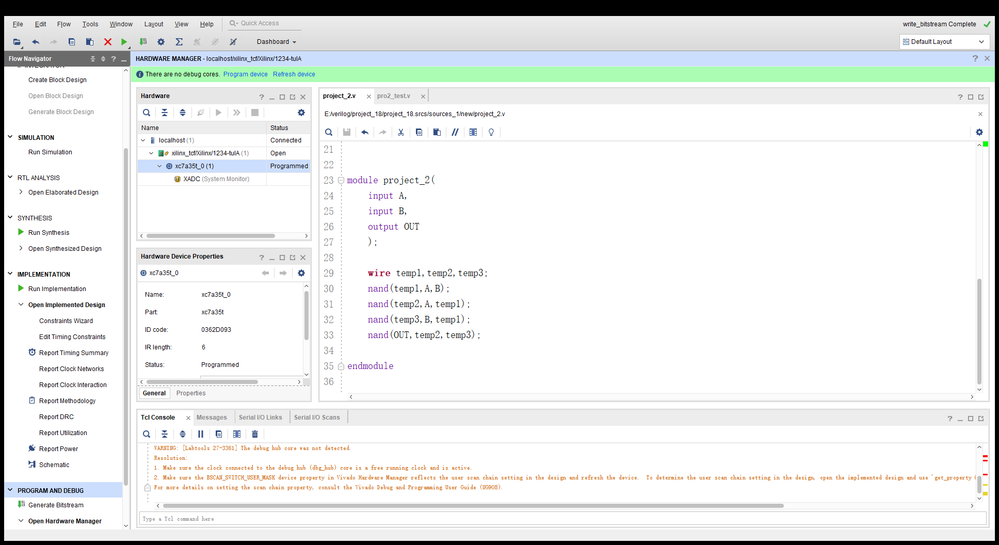 File Edit Flow Tools Window Layout View Help Quick Access write_bitstream Complete
Dashboard Default Layout
Flow Navigator
Create Block Design
Open Block Design
Generate Block Design
SIMULATION
Run Simulation
RTL ANALYSIS
Open Elaborated Design
SYNTHESIS
Run Synthesis
Open Synthesized Design
IMPLEMENTATION
Run Implementation
Open Implemented Design
Constraints Wizard
Edit Timing Constraints
Report Timing Summary
Report Clock Networks
Report Clock Interaction
Report Methodology
Report DRC
Report Utilization
Report Power
Schematic
PROGRAM AND DEBUG
Generate Bitstream
Open Hardware Manager
HARDWARE MANAGER - localhost/xilinx_tcf/Xilinx/1234-tulA
There are no debug cores. Program device Refresh device
Hardware
Name Status
localhost (1) Connected
xilinx_tcf/Xilinx/1234-tulA (1) Open
xc7a35t_0 (1) Programmed
XADC (System Monitor)
Hardware Device Properties
xc7a35t_0
Name: xc7a35t_0
Part: xc7a35t
ID code: 0362D093
IR length: 6
Status: Programmed
General Properties
project_2.v pro2_test.v
E:/verilog/project_18/project_18.srcs/sources_1/new/project_2.v
21
22
23 module project_2(
24 input A,
25 input B,
26 output OUT
27 );
28
29 wire temp1,temp2,temp3;
30 nand(temp1,A,B);
31 nand(temp2,A,temp1);
32 nand(temp3,B,temp1);
33 nand(OUT,temp2,temp3);
34
35 endmodule
36
Tcl Console Messages Serial I/O Links Serial I/O Scans
WARNING: [Labtools 27-3361] The debug hub core was not detected.
Resolution:
1. Make sure the clock connected to the debug hub (dbg_hub) core is a free running clock and is active.
2. Make sure the BSCAN_SWITCH_USER_MASK device property in Vivado Hardware Manager reflects the user scan chain setting in the design and refresh the device. To determine the user scan chain setting in the design, open the implemented design and use 'get_property
For more details on setting the scan chain property, consult the Vivado Debug and Programming User Guide (UG908).
Type a Tcl command here